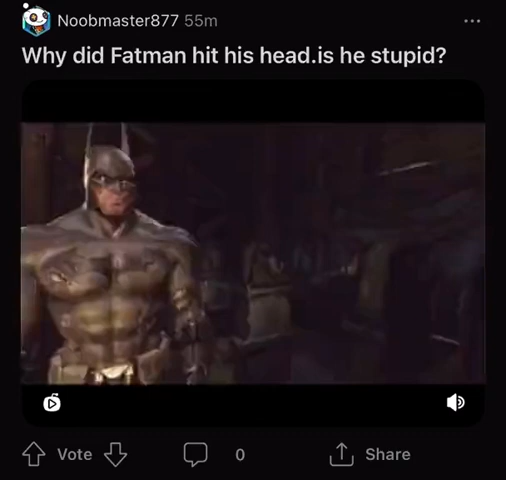 Noobmaster877 55m
Why did Fatman hit his head.is he stupid?
Vote 0 Share